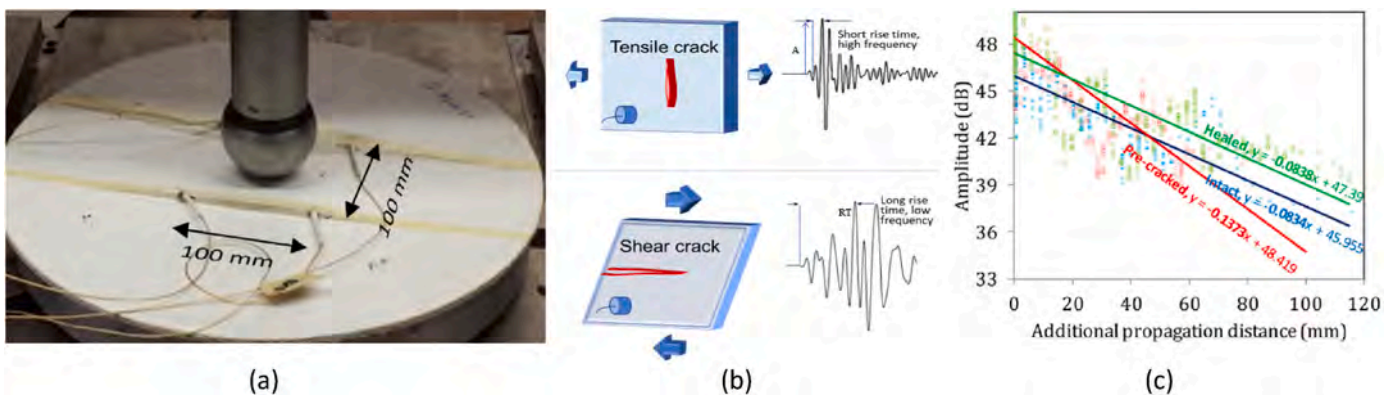 100 mm
100 mm
(a)
Tensile crack
A
Short rise time,
high frequency
Shear crack
RT
Long rise
time, low
frequency
(b)
Amplitude (dB)
48
45
42
39
36
33
0
20
40
60
80
100
120
Additional propagation distance (mm)
Healed, y = -0.0838x + 47.39
Intact, y = -0.0834x + 45.955
Pre-cracked, y = -0.1373x + 48.419
(c)